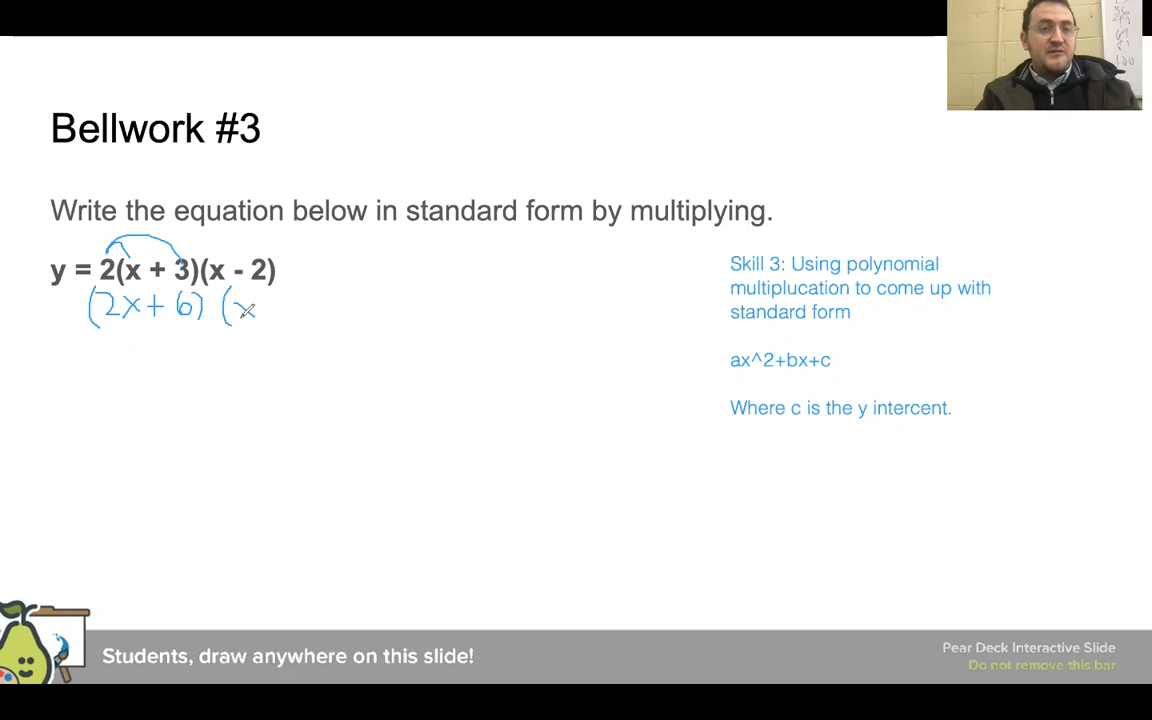 Bellwork #3
Write the equation below in standard form by multiplying.
y = 2(x + 3)(x - 2)
(2x + 6) (x
Skill 3: Using polynomial
multiplucation to come up with
standard form
ax^2+bx+c
Where c is the y intercent.
Students, draw anywhere on this slide!
Pear Deck Interactive Slide
Do not remove this bar